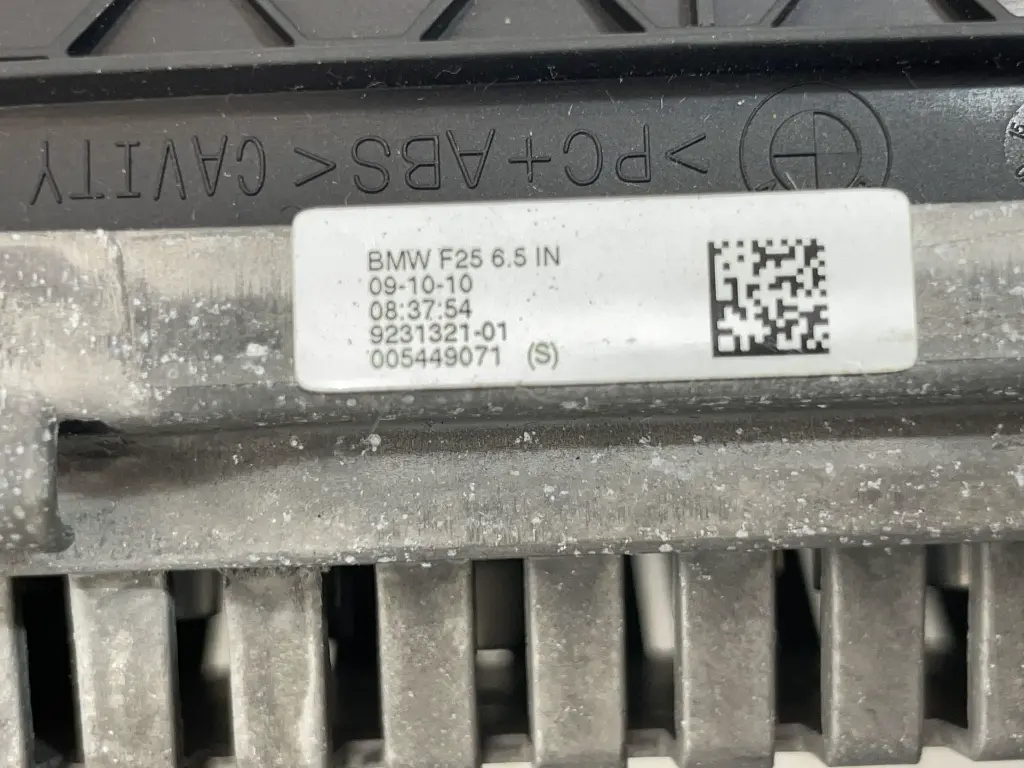 >PC+ABS< CAVITY
BMW F25 6.5 IN
09-10-10
08:37:54
9231321-01
005449071 (S)